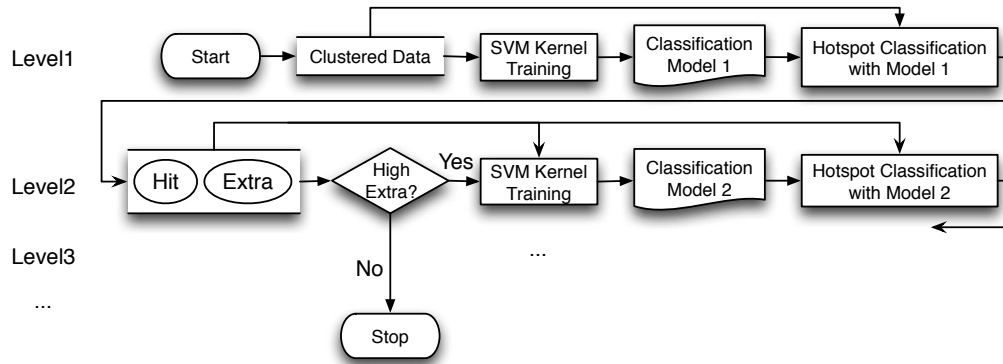 Level1
Start
Clustered Data
SVM Kernel
Training
Classification
Model 1
Hotspot Classification
with Model 1
Level2
Hit
Extra
High
Extra?
Yes
No
SVM Kernel
Training
Classification
Model 2
Hotspot Classification
with Model 2
Level3
...
...
Stop